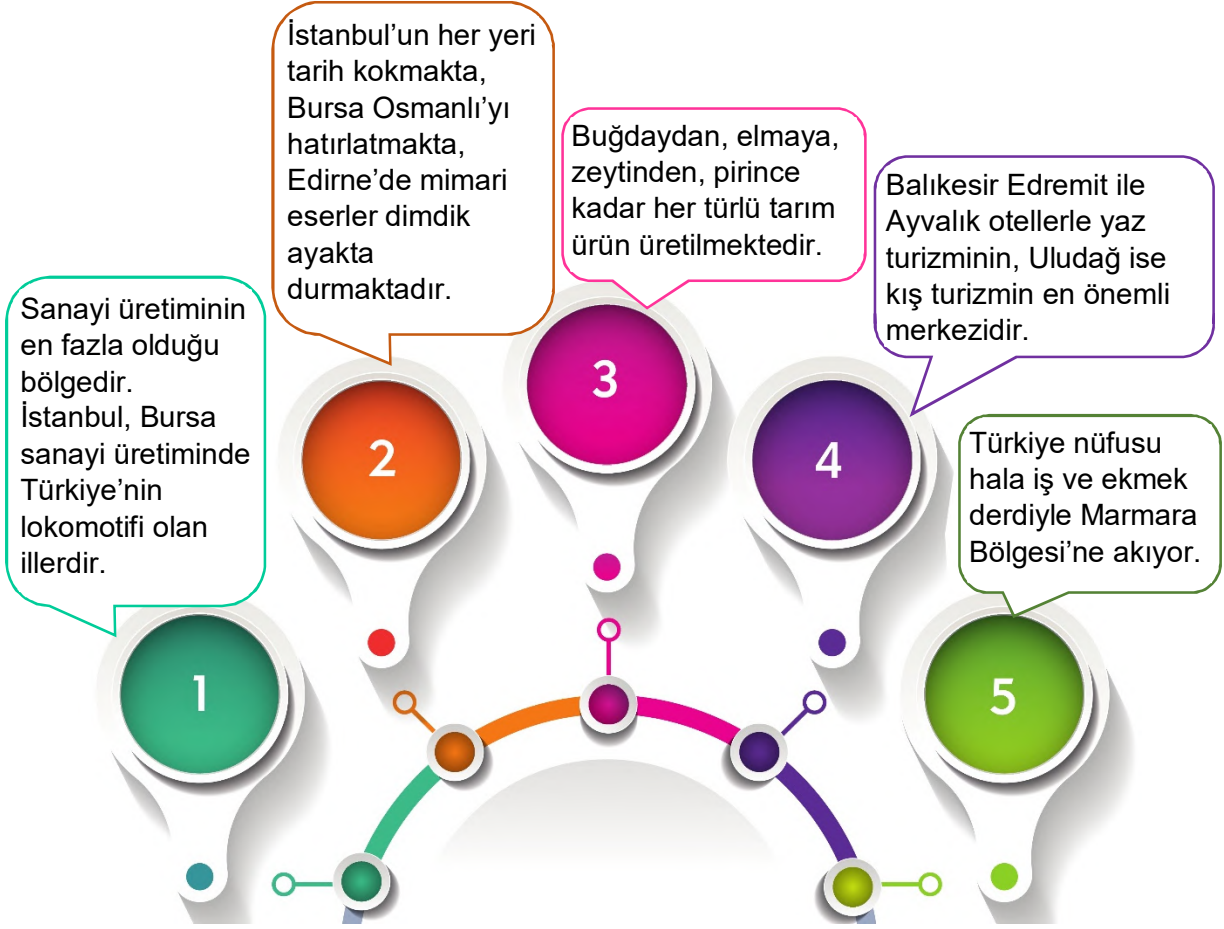 Sanayi üretiminin
en fazla olduğu
bölgedir.
İstanbul, Bursa
sanayi üretiminde
Türkiye’nin
lokomotifi olan
illerdir.
1
İstanbul’un her yeri
tarih kokmakta,
Bursa Osmanlı’yı
hatırlatmakta,
Edirne’de mimari
eserler dimdik
ayakta
durmaktadır.
2
Buğdaydan, elmaya,
zeytinden, pirince
kadar her türlü tarım
ürün üretilmektedir.
3
Balıkesir Edremit ile
Ayvalık otellerle yaz
turizminin, Uludağ ise
kış turizmin en önemli
merkezidir.
4
Türkiye nüfusu
hala iş ve ekmek
derdiyle Marmara
Bölgesi’ne akıyor.
5